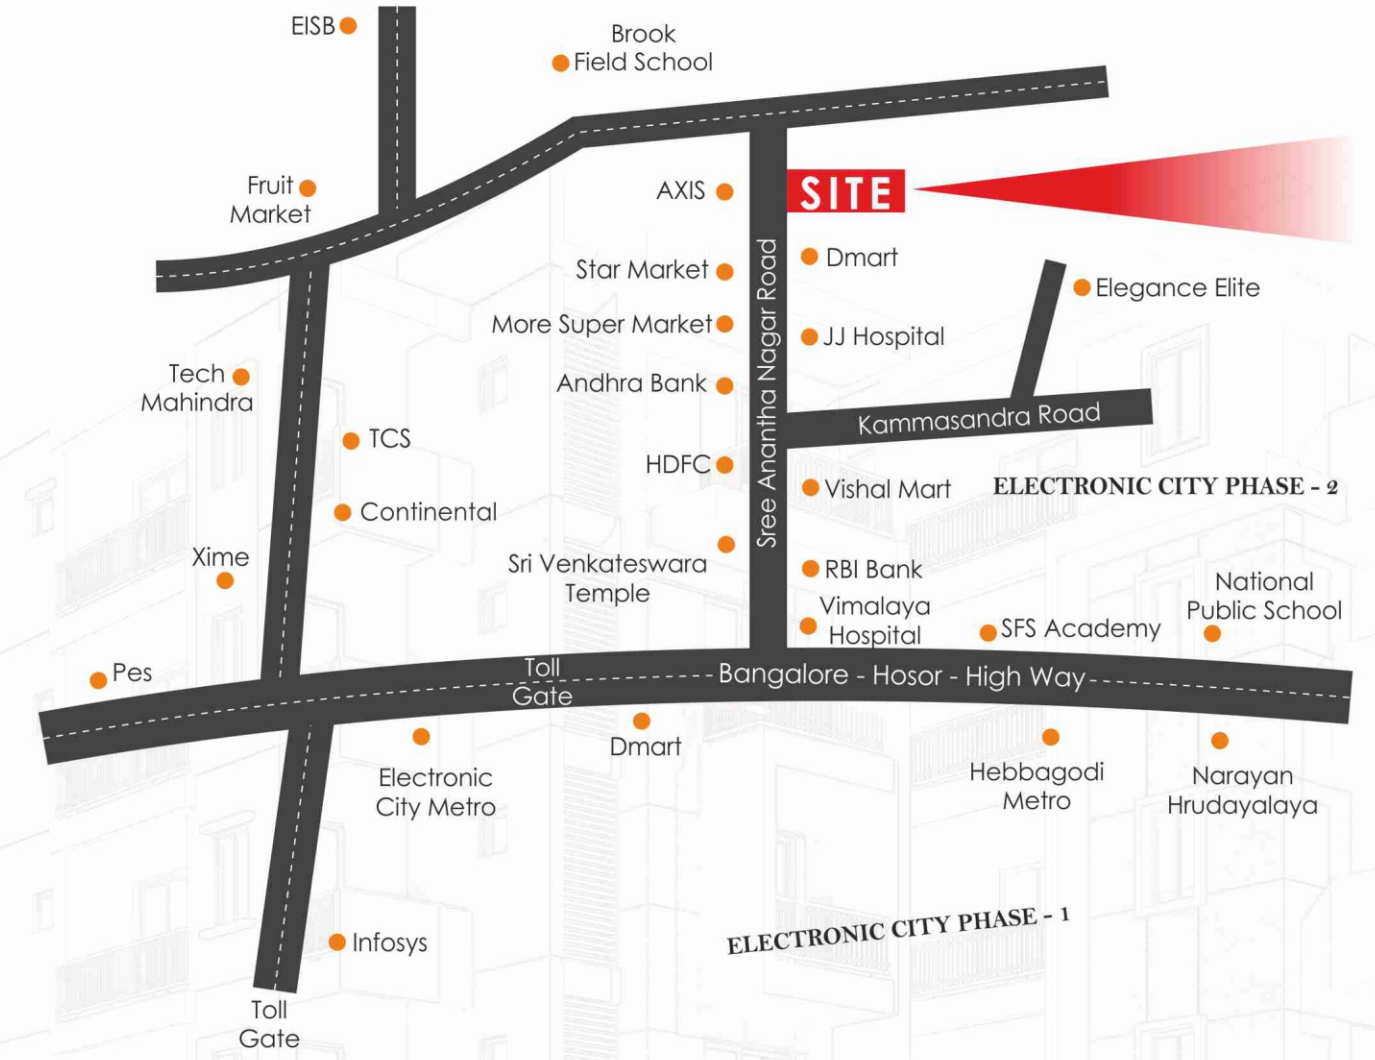 EISB
Brook
Field School
Fruit
Market
AXIS
SITE
Star Market
Dmart
Elegance Elite
More Super Market
JJ Hospital
Tech
Mahindra
Andhra Bank
Sree Anantha Nagar Road
Kammasandra Road
TCS
HDFC
Vishal Mart
ELECTRONIC CITY PHASE - 2
Continental
Xime
Sri Venkateswara
Temple
RBI Bank
Vimalaya
Hospital
SFS Academy
National
Public School
Pes
Toll
Gate
Bangalore - Hosor - High Way
Dmart
Electronic
City Metro
Hebbagodi
Metro
Narayan
Hrudayalaya
ELECTRONIC CITY PHASE - 1
Infosys
Toll
Gate